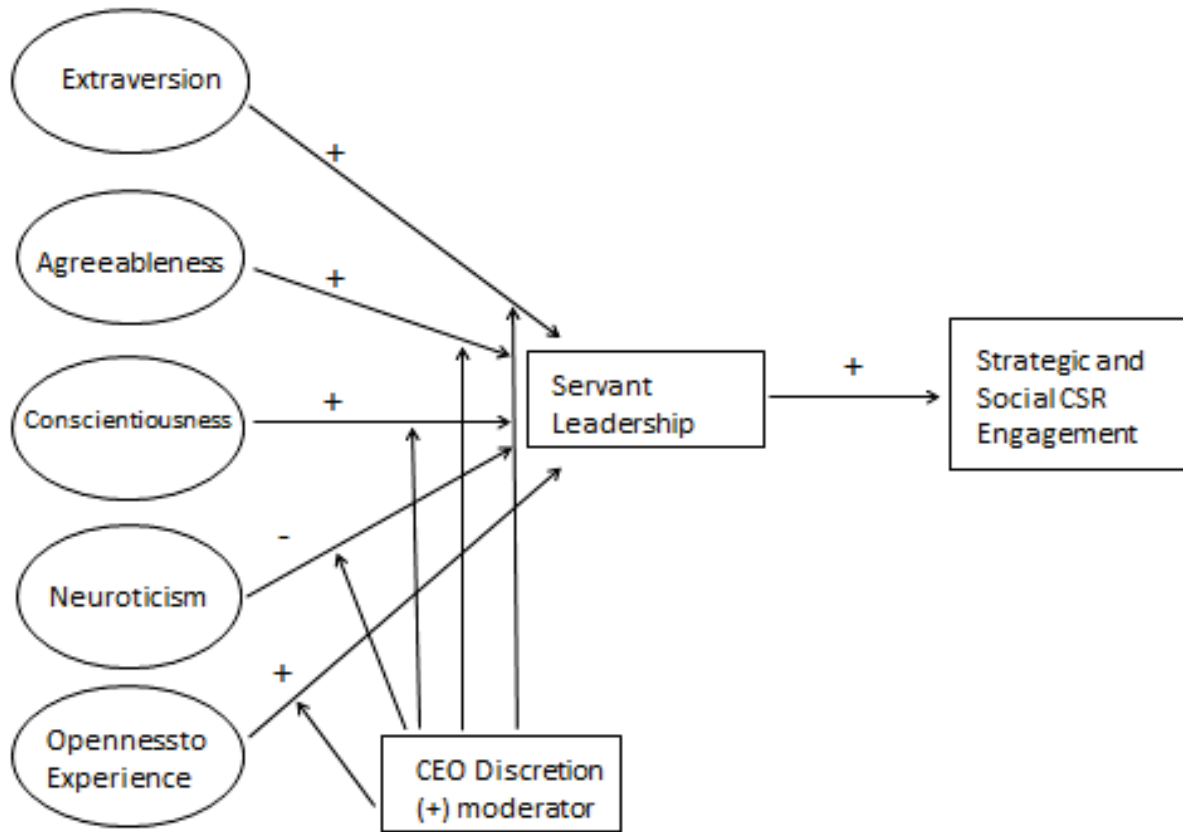 Extraversion
+
Agreeableness
+
Conscientiousness
+
Neuroticism
-
Opennessto
Experience
+
Servant
Leadership
+
Strategic and
Social CSR
Engagement
CEO Discretion
(+) moderator